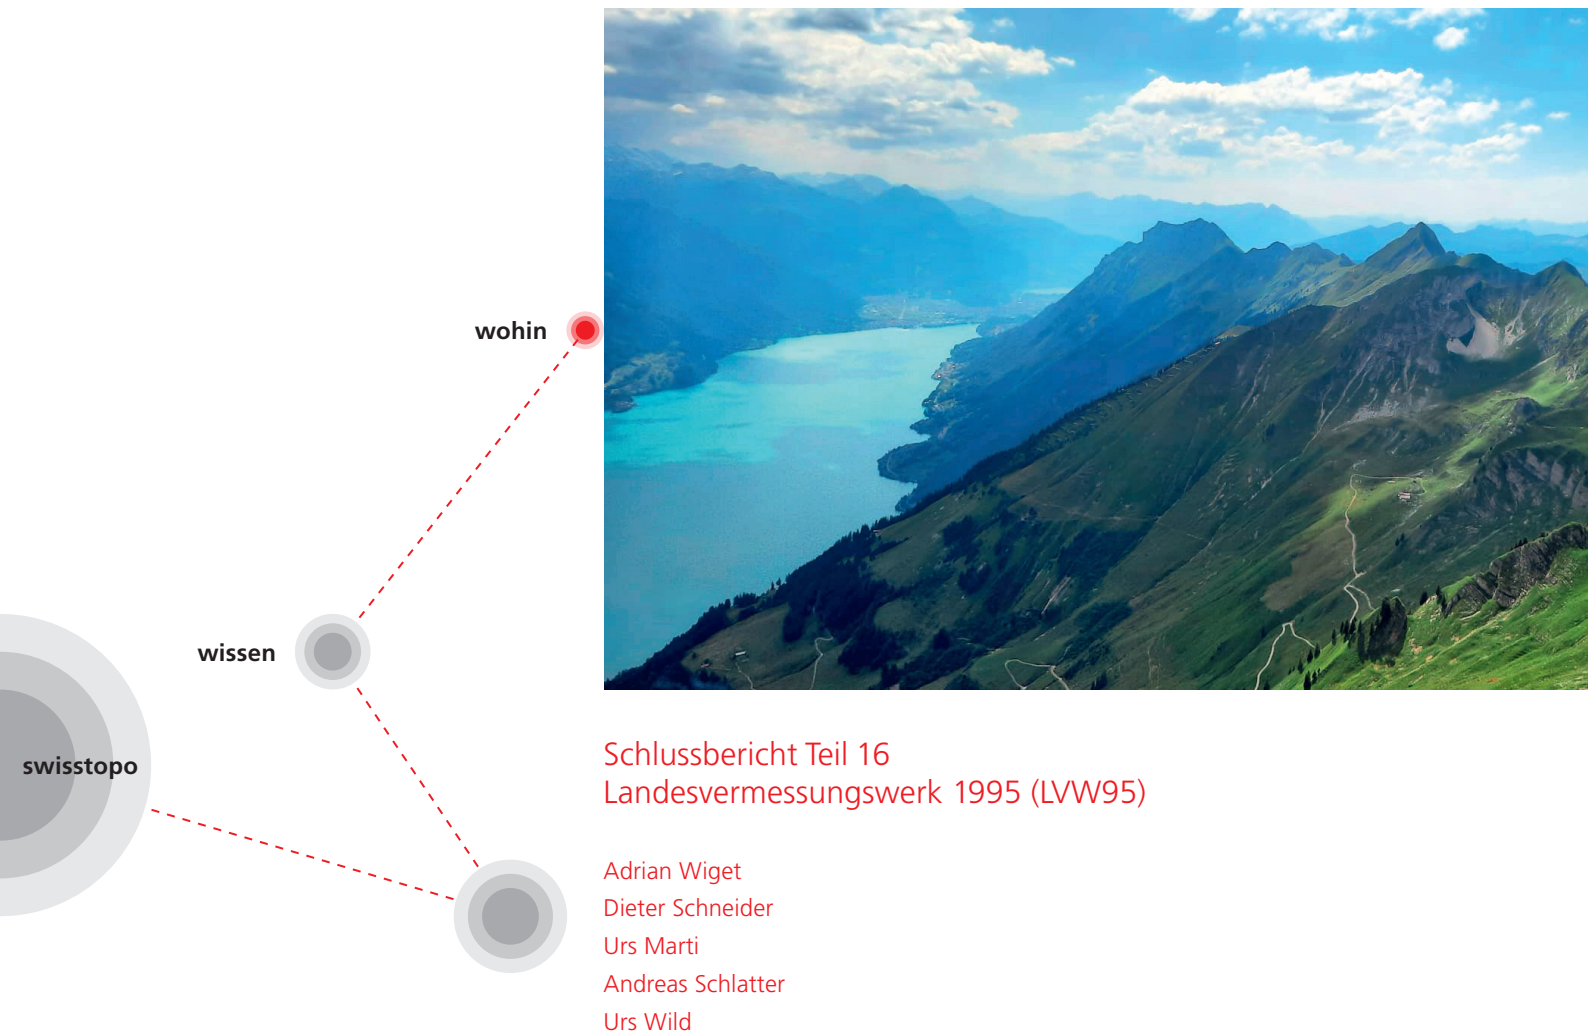 wohin
wissen
swisstopo
Schlussbericht Teil 16
Landesvermessungswerk 1995 (LVW95)
Adrian Wiget
Dieter Schneider
Urs Marti
Andreas Schlatter
Urs Wild